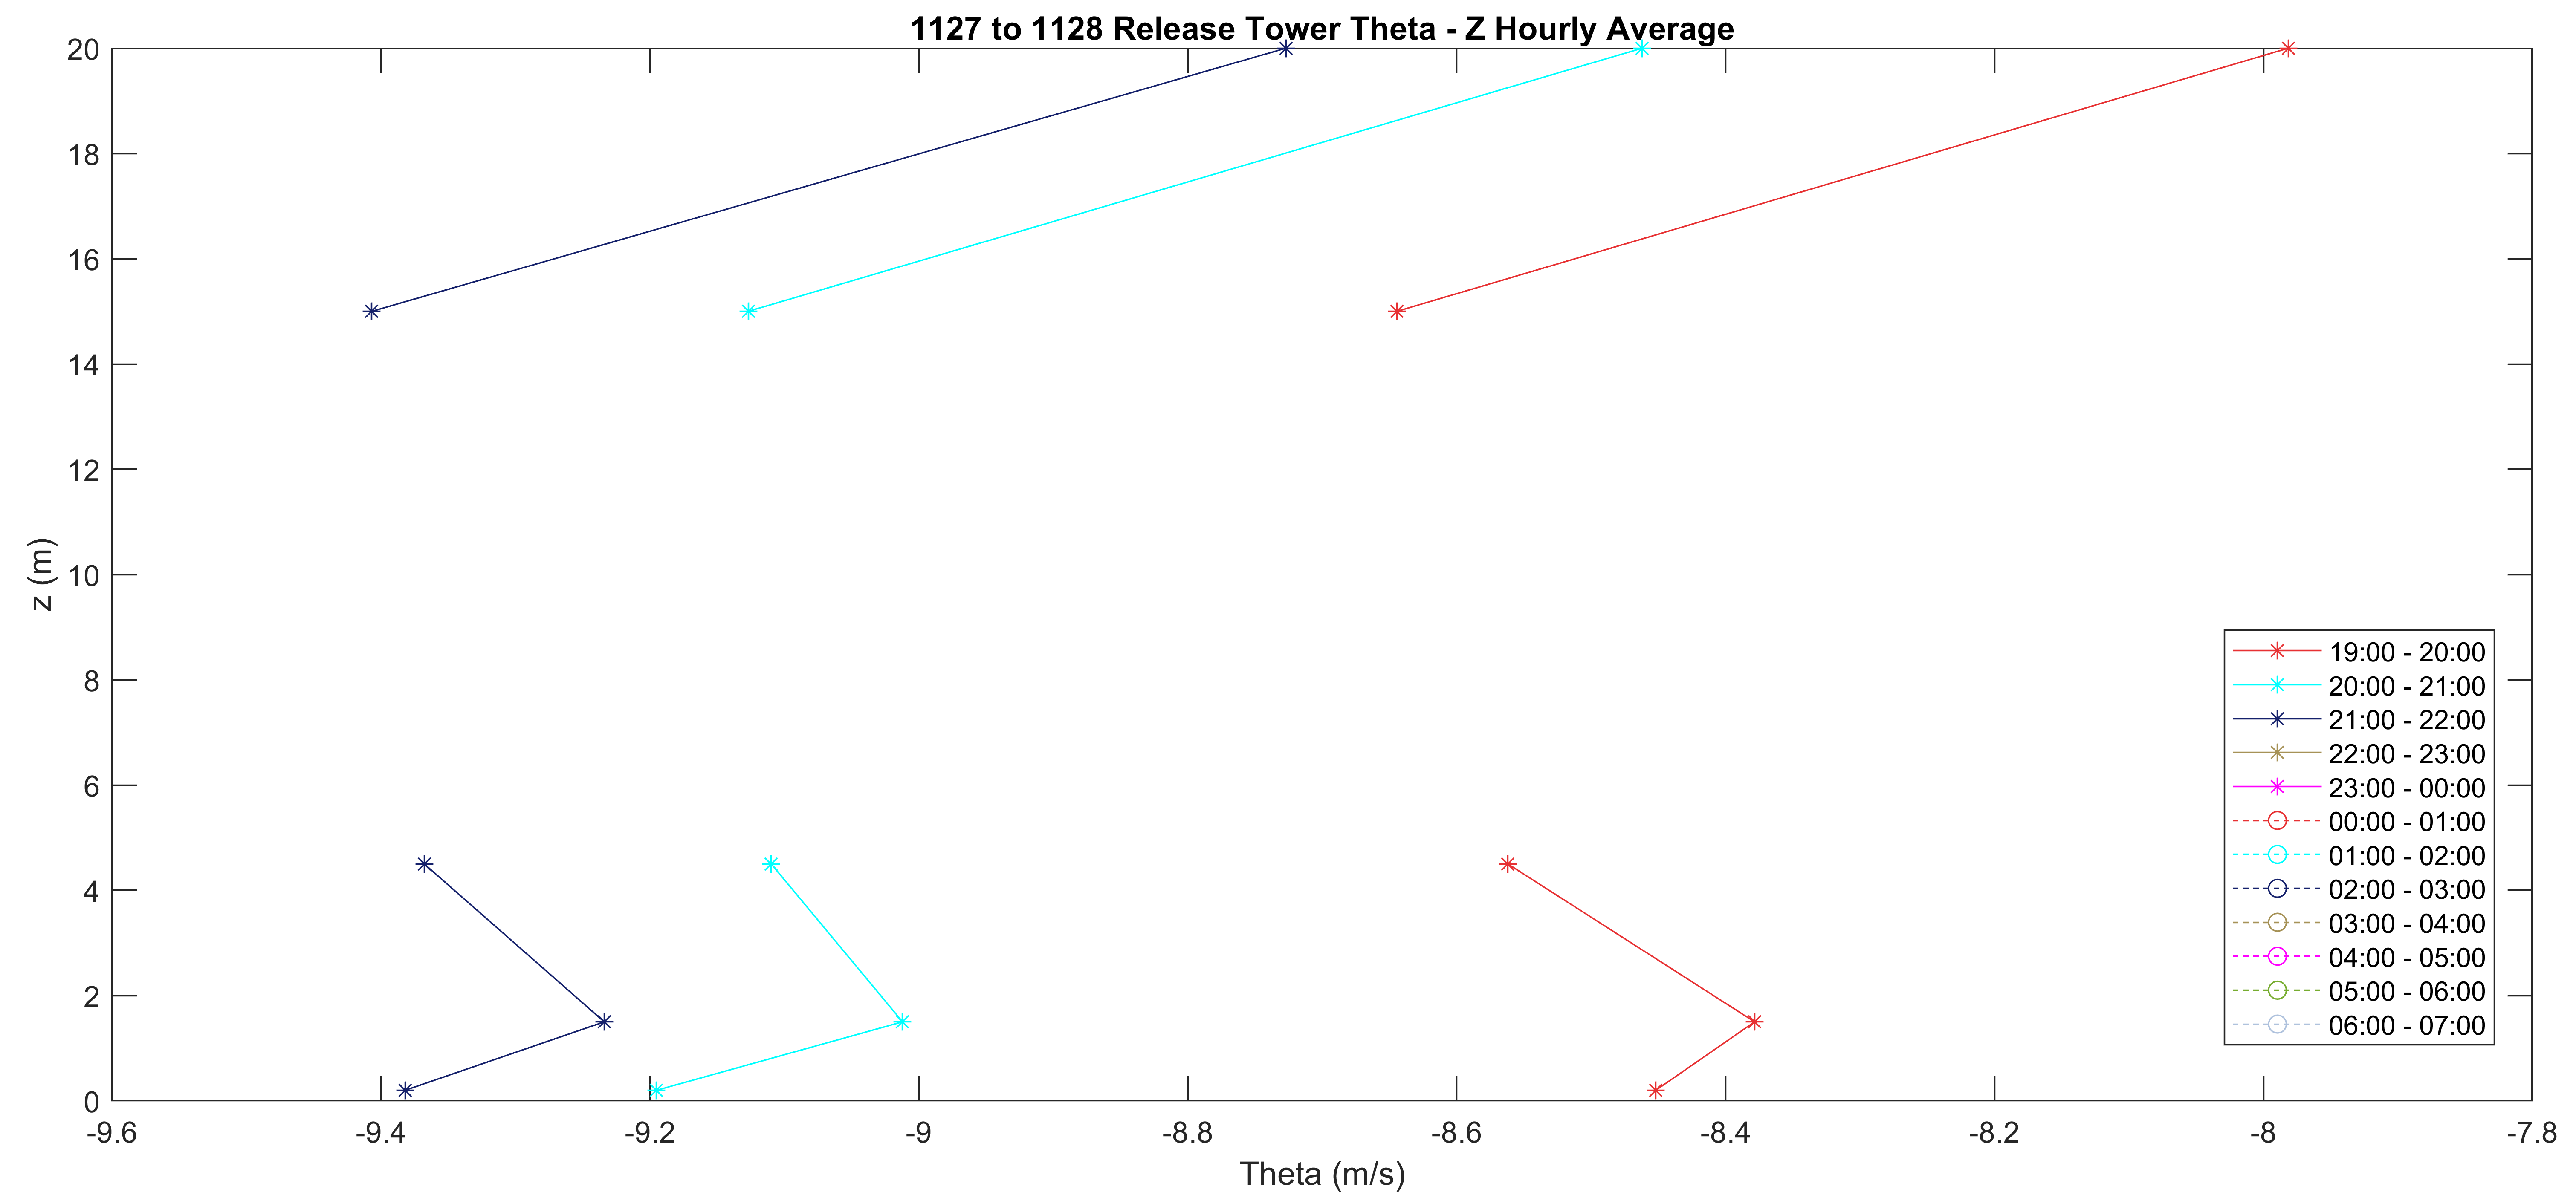 1127 to 1128 Release Tower Theta - Z Hourly Average
20
18
16
14
12
10
8
6
4
2
0
z (m)
-9.6 -9.4 -9.2 -9 -8.8 -8.6 -8.4 -8.2 -8 -7.8
Theta (m/s)
19:00 - 20:00
20:00 - 21:00
21:00 - 22:00
22:00 - 23:00
23:00 - 00:00
00:00 - 01:00
01:00 - 02:00
02:00 - 03:00
03:00 - 04:00
04:00 - 05:00
05:00 - 06:00
06:00 - 07:00